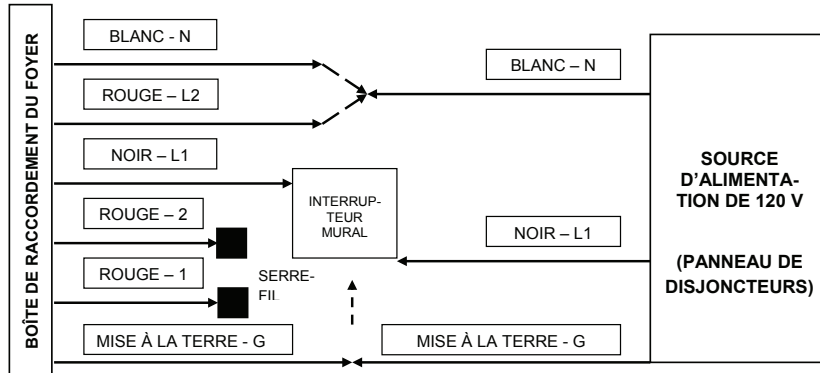 BOÎTE DE RACCORDEMENT DU FOYER
BLANC - N
BLANC – N
ROUGE – L2
NOIR – L1
INTERRUP-
TEUR
MURAL
ROUGE – 2
NOIR – L1
ROUGE – 1
SERRE-
FIL
MISE À LA TERRE - G
MISE À LA TERRE – G
SOURCE
D'ALIMENTA-
TION DE 120 V
(PANNEAU DE
DISJONCTEURS)